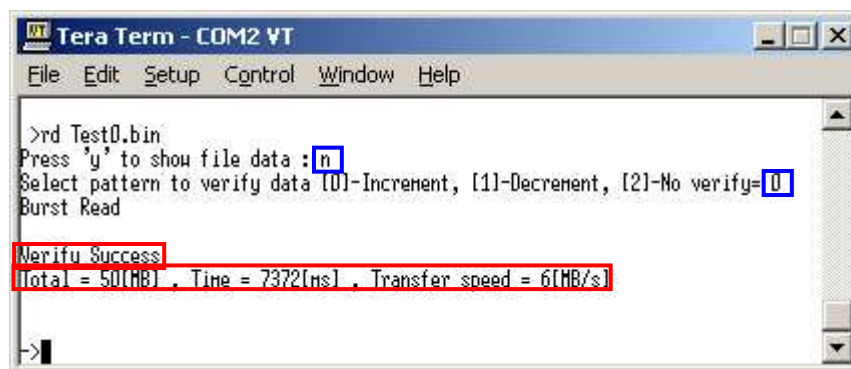 Tera Term - COM2 VT
File Edit Setup Control Window Help
>rd Test0.bin
Press 'y' to show file data : n
Select pattern to verify data [0]-Increment, [1]-Decrement, [2]-No verify= 0
Burst Read
Verify Success
Total = 50[MB] , Time = 7372[ms] , Transfer speed = 6[MB/s]
->